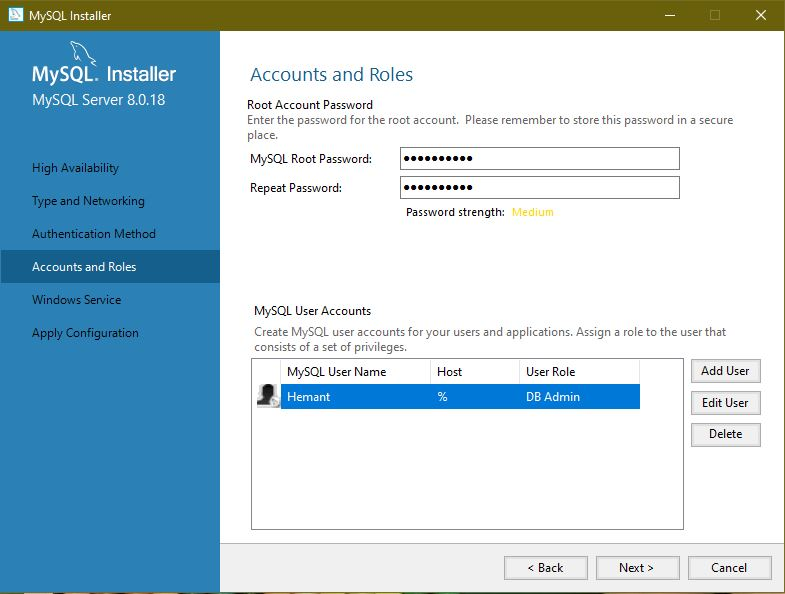 MySQL Installer
MySQL. Installer
MySQL Server 8.0.18
High Availability
Type and Networking
Authentication Method
Accounts and Roles
Windows Service
Apply Configuration
Accounts and Roles
Root Account Password
Enter the password for the root account. Please remember to store this password in a secure
place.
MySQL Root Password: ●●●●●●●●●●
Repeat Password: ●●●●●●●●●●
Password strength: Medium
MySQL User Accounts
Create MySQL user accounts for your users and applications. Assign a role to the user that
consists of a set of privileges.
MySQL User Name Host User Role
Hemant % DB Admin
Add User
Edit User
Delete
< Back Next > Cancel